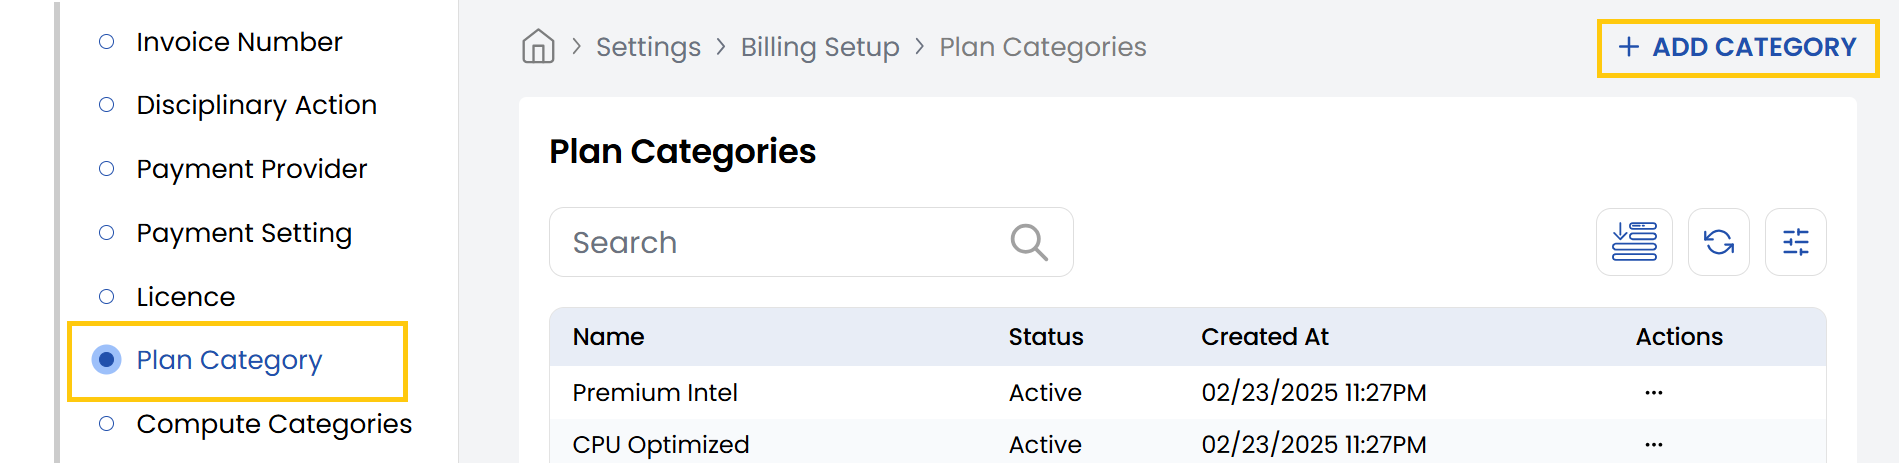 Invoice Number
Disciplinary Action
Payment Provider
Payment Setting
Licence
Plan Category
Compute Categories
Settings > Billing Setup > Plan Categories
+ ADD CATEGORY
Plan Categories
Search
Name Status Created At Actions
Premium Intel Active 02/23/2025 11:27PM ...
CPU Optimized Active 02/23/2025 11:27PM ...